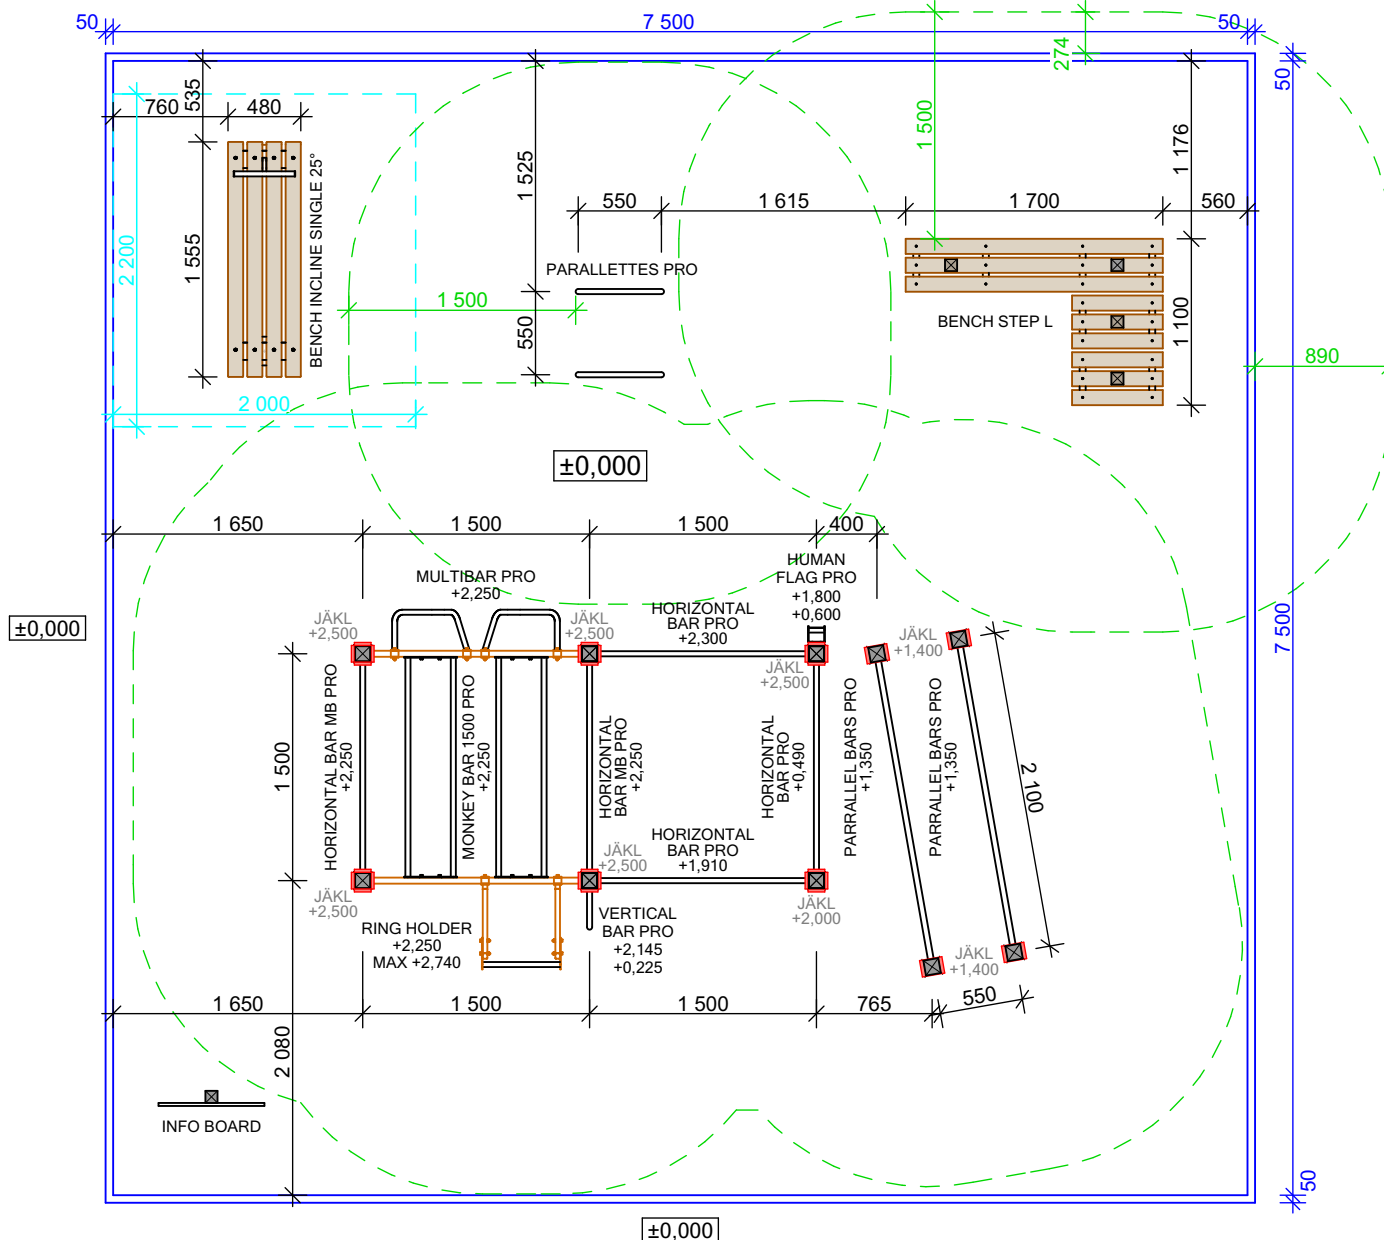 50
7 500
50
274
50
535
760
480
1 500
1 525
1 176
550
1 615
1 700
560
2 200
1 555
BENCH INCLINE SINGLE 25°
PARALLETTES PRO
1 500
550
BENCH STEP L
1 100
890
2 000
±0,000
1 650
1 500
1 500
400
HUMAN
FLAG PRO
+1,800
+0,600
MULTIBAR PRO
+2,250
HORIZONTAL
BAR PRO
+2,300
JÄKL
+2,500
JÄKL
+2,500
JÄKL
+1,400
±0,000
7 500
JÄKL
+2,500
1 500
HORIZONTAL BAR MB PRO
+2,250
MONKEY BAR 1500 PRO
+2,250
HORIZONTAL
BAR MB PRO
+2,250
HORIZONTAL
BAR PRO
+0,490
PARRALLEL BARS PRO
+1,350
PARRALLEL BARS PRO
+1,350
2 100
HORIZONTAL
BAR PRO
+1,910
JÄKL
+2,500
JÄKL
+2,500
JÄKL
+2,000
RING HOLDER
+2,250
MAX +2,740
VERTICAL
BAR PRO
+2,145
+0,225
JÄKL
+1,400
1 650
1 500
1 500
765
550
2 080
INFO BOARD
50
±0,000